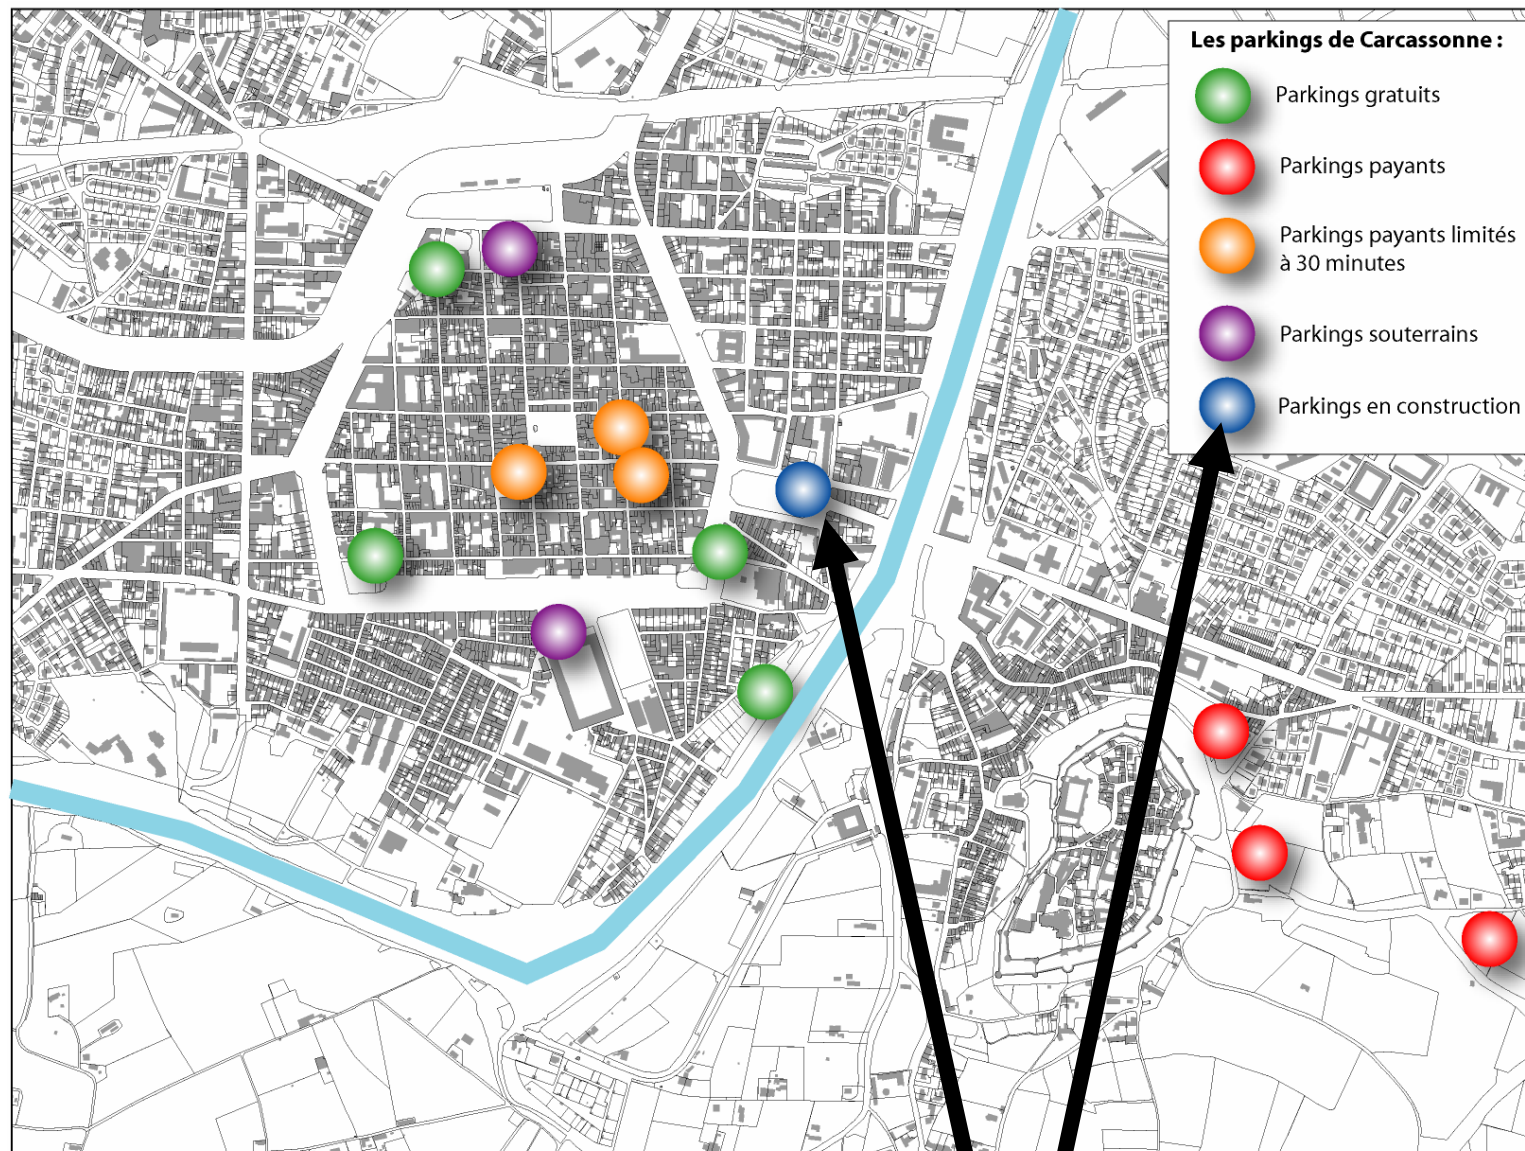 Les parkings de Carcassonne :
Parkings gratuits
Parkings payants
Parkings payants limités
à 30 minutes
Parkings souterrains
Parkings en construction